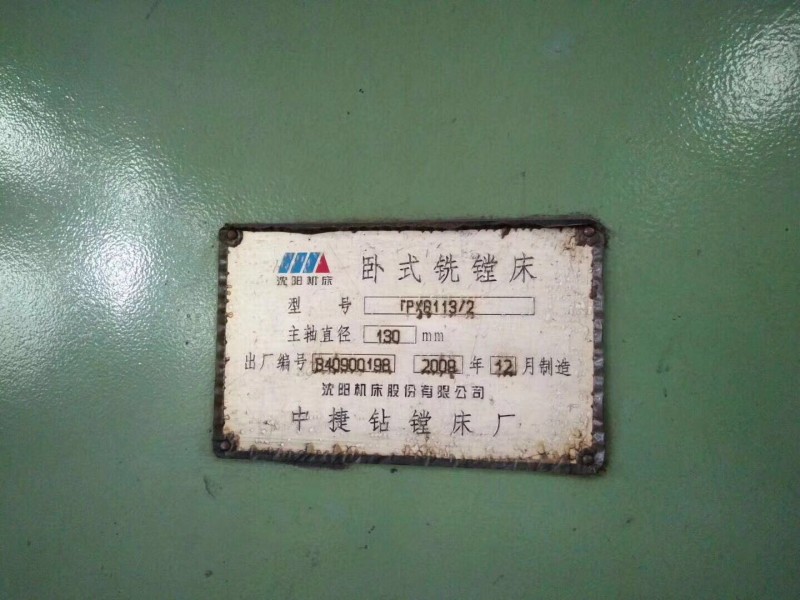 沈阳机床
卧式铣镗床
型 号 TPX6113/2
主轴直径 130 mm
出厂编号 B40900198 2008 年 12 月制造
沈阳机床股份有限公司
中捷钻镗床厂